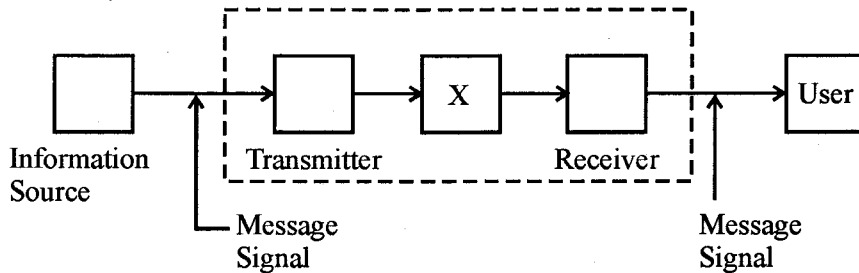 X
User
Information
Source
Transmitter
Receiver
Message
Signal
Message
Signal